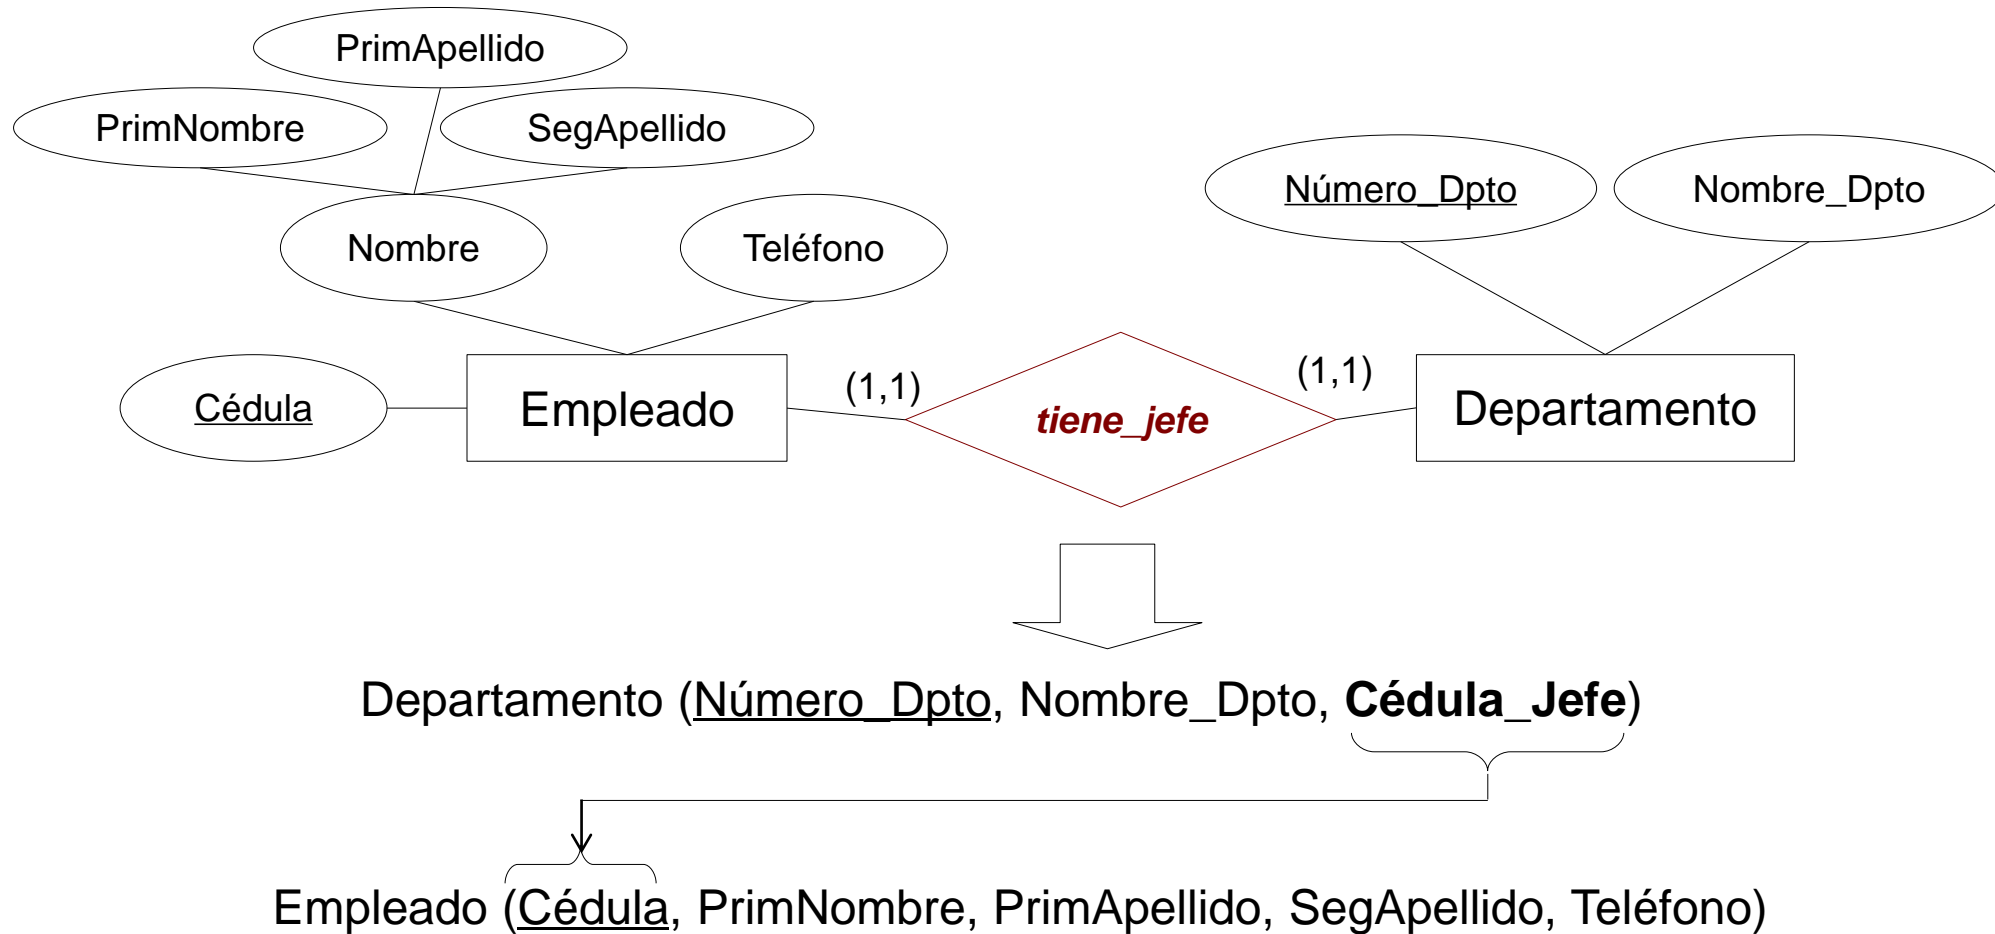 PrimApellido
PrimNombre
SegApellido
Número_Dpto
Nombre_Dpto
Nombre
Teléfono
Cédula
Empleado
(1,1)
tiene_jefe
(1,1)
Departamento
Departamento (Número_Dpto, Nombre_Dpto, Cédula_Jefe)
Empleado (Cédula, PrimNombre, PrimApellido, SegApellido, Teléfono)